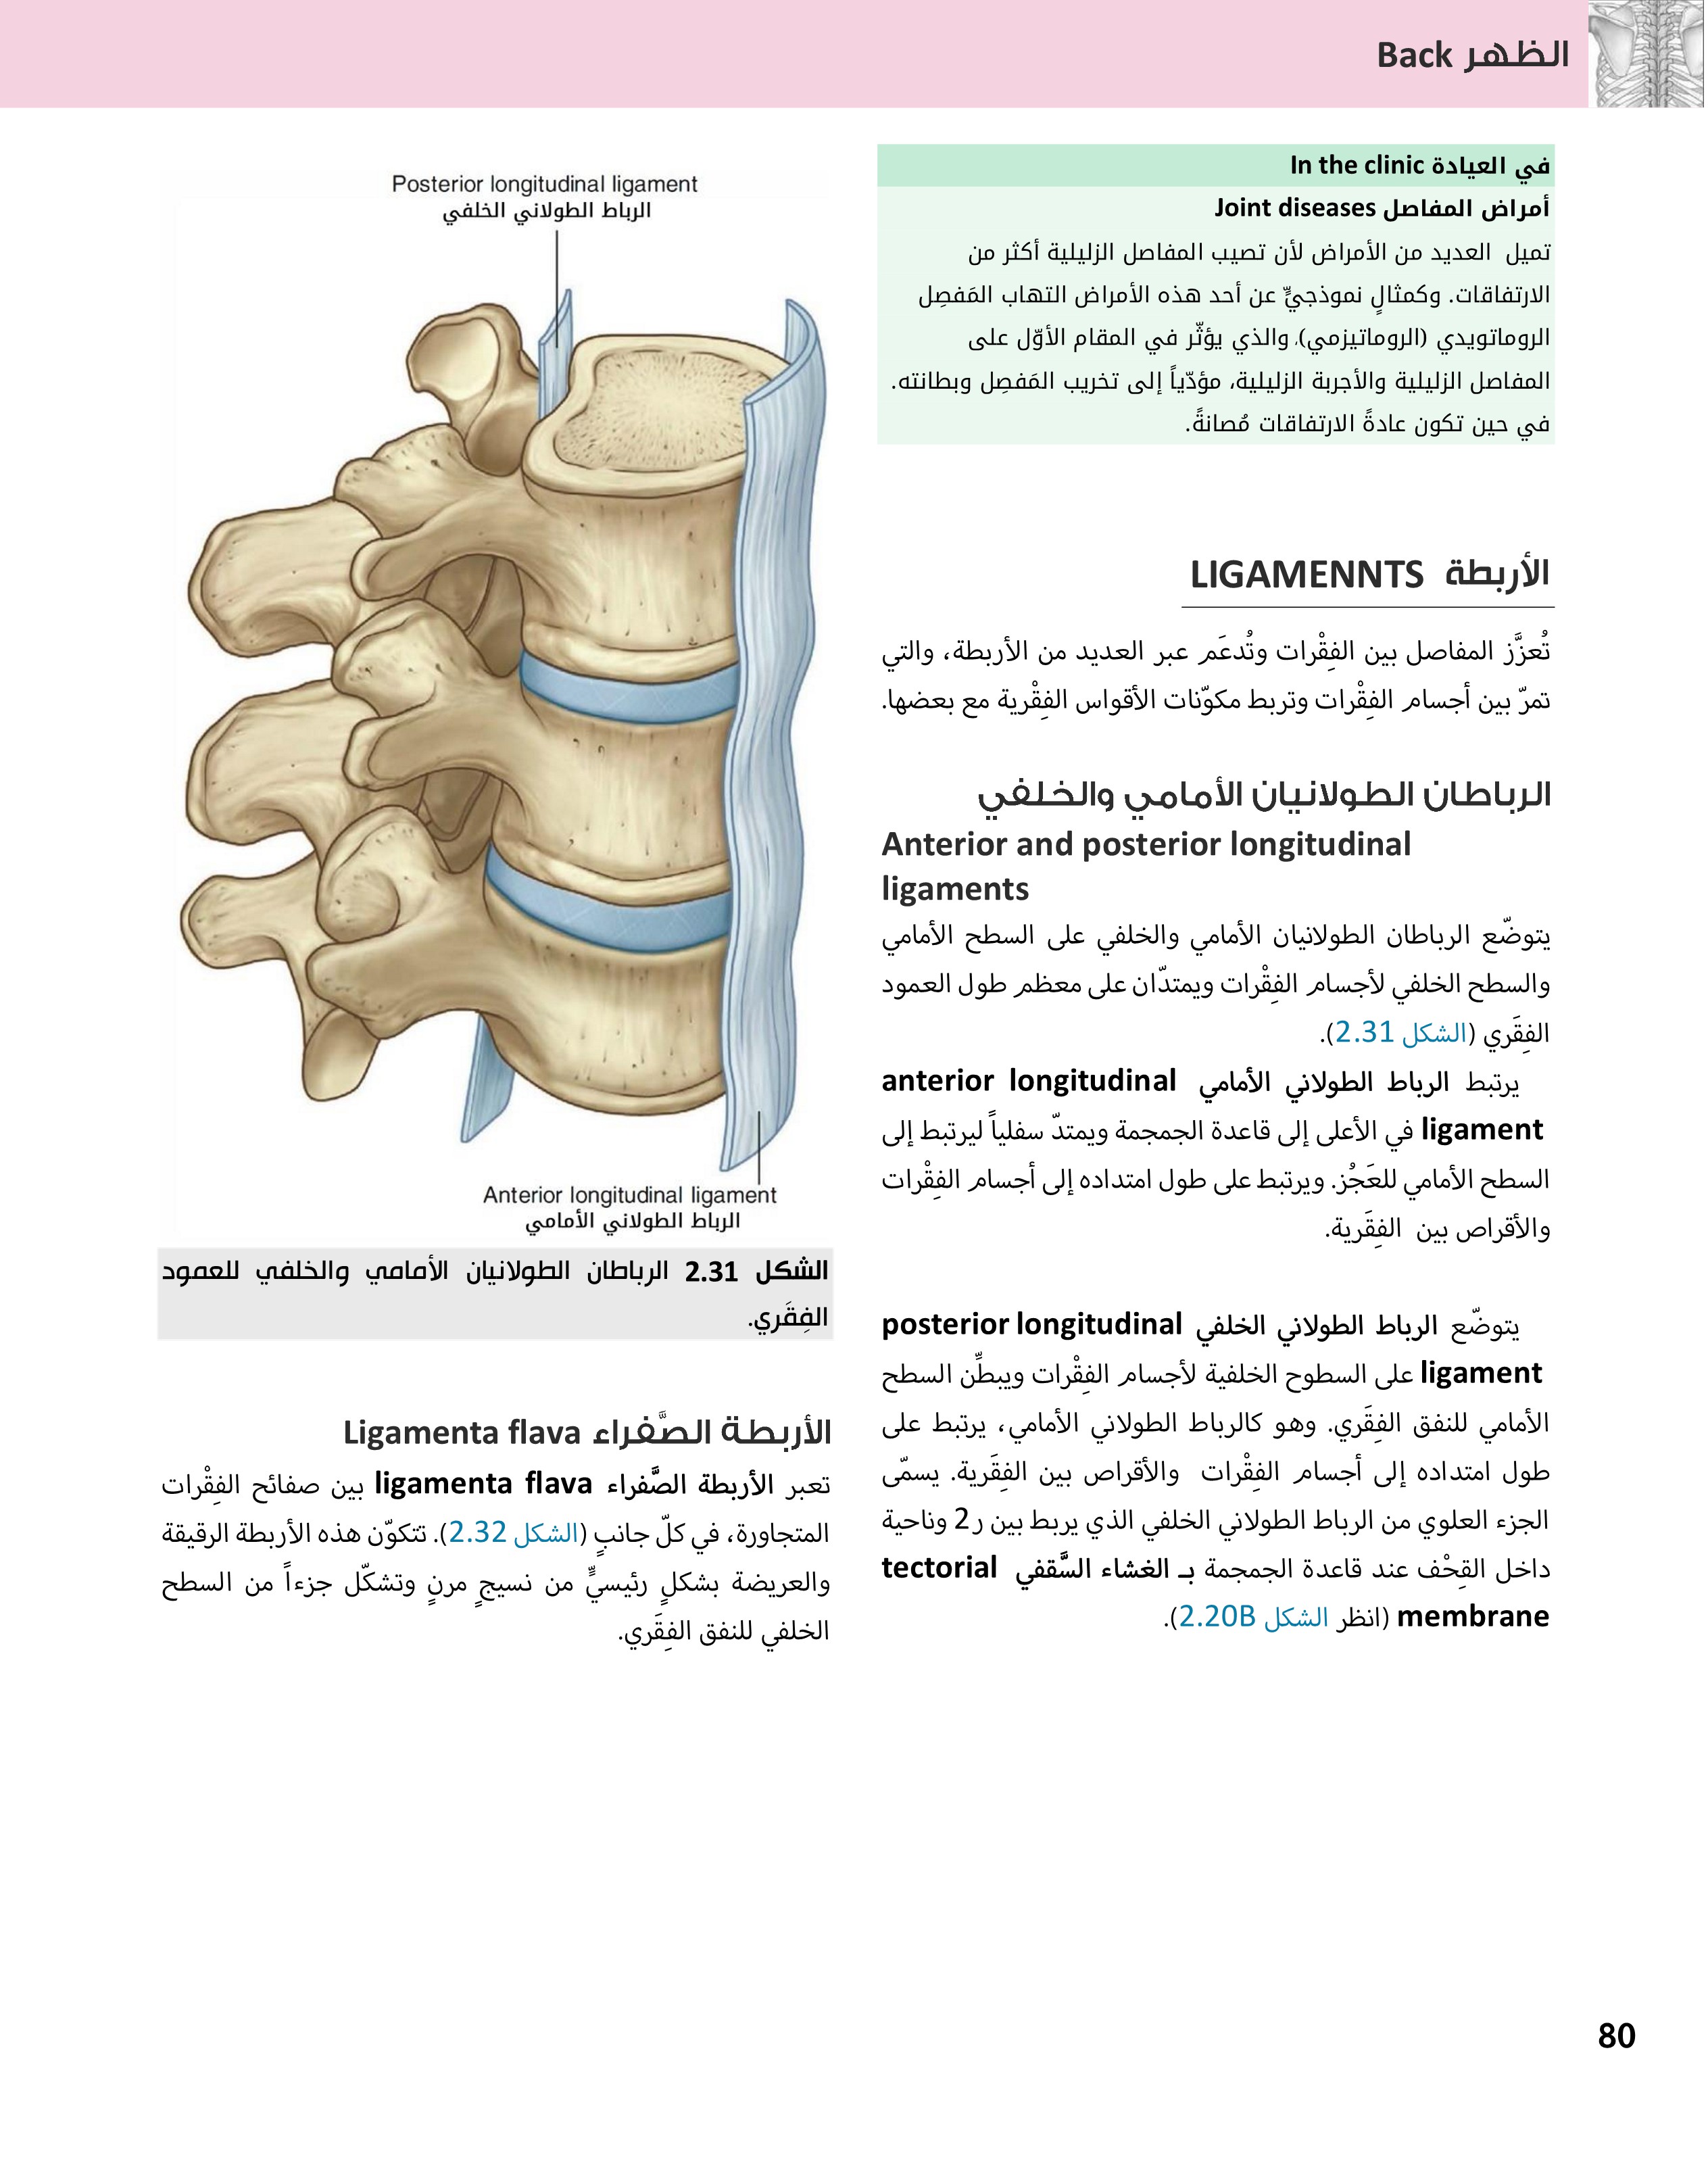 الظهر Back
في العيادة In the clinic
أمراض المفاصل Joint diseases
تميل العديد من الأمراض لأن تصيب المفاصل الزليلية أكثر من
الارتفاقات. وكمثالٍ نموذجيٍّ عن أحد هذه الأمراض التهاب المَفصِل
الروماتويدي (الروماتيزمي)، والذي يؤثّر في المقام الأوّل على
المفاصل الزليلية والأجربة الزليلية، مؤدّياً إلى تخريب المَفصِل وبطانته.
في حين تكون عادةً الارتفاقات مُصانةً.
الأربطة LIGAMENNTS
تُعزَّز المفاصل بين الفِقْرات وتُدعَم عبر العديد من الأربطة، والتي
تمرّ بين أجسام الفِقْرات وتربط مكوّنات الأقواس الفِقْرية مع بعضها.
الرباطان الطولانيان الأمامي والخلفي
Anterior and posterior longitudinal
ligaments
يتوضّع الرباطان الطولانيان الأمامي والخلفي على السطح الأمامي
والسطح الخلفي لأجسام الفِقْرات ويمتدّان على معظم طول العمود
الفِقَري (الشكل 2.31).
يرتبط الرباط الطولاني الأمامي anterior longitudinal
ligament في الأعلى إلى قاعدة الجمجمة ويمتدّ سفلياً ليرتبط إلى
السطح الأمامي للعَجُز. ويرتبط على طول امتداده إلى أجسام الفِقْرات
والأقراص بين الفِقَرية.
يتوضّع الرباط الطولاني الخلفي posterior longitudinal
ligament على السطوح الخلفية لأجسام الفِقْرات ويبطِّن السطح
الأمامي للنفق الفِقَري. وهو كالرباط الطولاني الأمامي، يرتبط على
طول امتداده إلى أجسام الفِقْرات والأقراص بين الفِقَرية. يسمّى
الجزء العلوي من الرباط الطولاني الخلفي الذي يربط بين ر2 وناحية
داخل القِحْف عند قاعدة الجمجمة بـ الغشاء السَّقفي tectorial
membrane (انظر الشكل 2.20B).
Posterior longitudinal ligament
الرباط الطولاني الخلفي
Anterior longitudinal ligament
الرباط الطولاني الأمامي
الشكل 2.31 الرباطان الطولانيان الأمامي والخلفي للعمود
الفِقَري.
الأربطة الصَّفراء Ligamenta flava
تعبر الأربطة الصَّفراء ligamenta flava بين صفائح الفِقْرات
المتجاورة، في كلّ جانبٍ (الشكل 2.32). تتكوّن هذه الأربطة الرقيقة
والعريضة بشكلٍ رئيسيٍّ من نسيجٍ مرنٍ وتشكّل جزءاً من السطح
الخلفي للنفق الفِقَري.
80